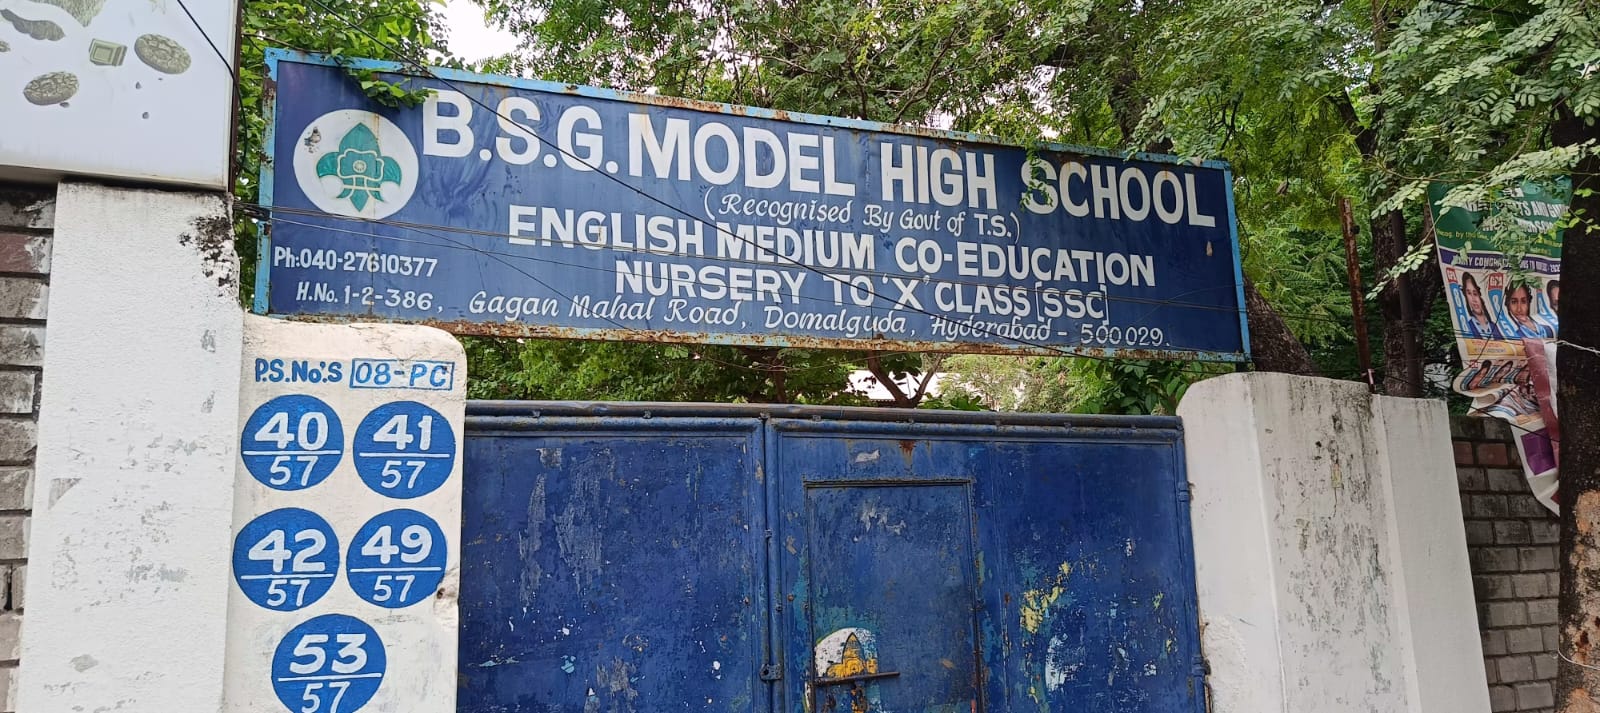 B.S.G. MODEL HIGH SCHOOL
(Recognised By Govt of T.S.)
ENGLISH MEDIUM CO-EDUCATION
NURSERY TO 'X' CLASS [SSC]
Ph:040-27610377
H.No. 1-2-386, Gagan Mahal Road, Domalguda, Hyderabad - 500029.
P.S.No:S 08-PC
40
57
41
57
42
57
49
57
53
57